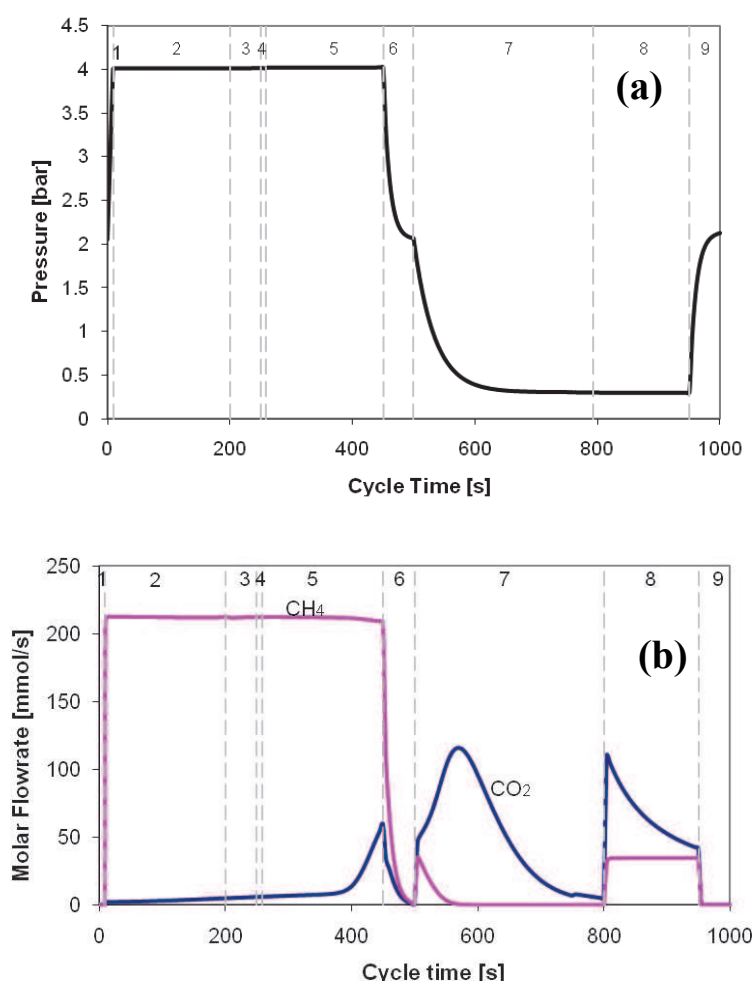 4.5
1 2 3 4 5 6 7 8 9
4
(a)
3.5
3
2.5
2
1.5
1
0.5
0
Pressure [bar]
0 200 400 600 800 1000
Cycle Time [s]
250
1 2 3 4 5 6 7 8 9
CH4
200
(b)
150
100
CO2
50
0
Molar Flowrate [mmol/s]
0 200 400 600 800 1000
Cycle time [s]